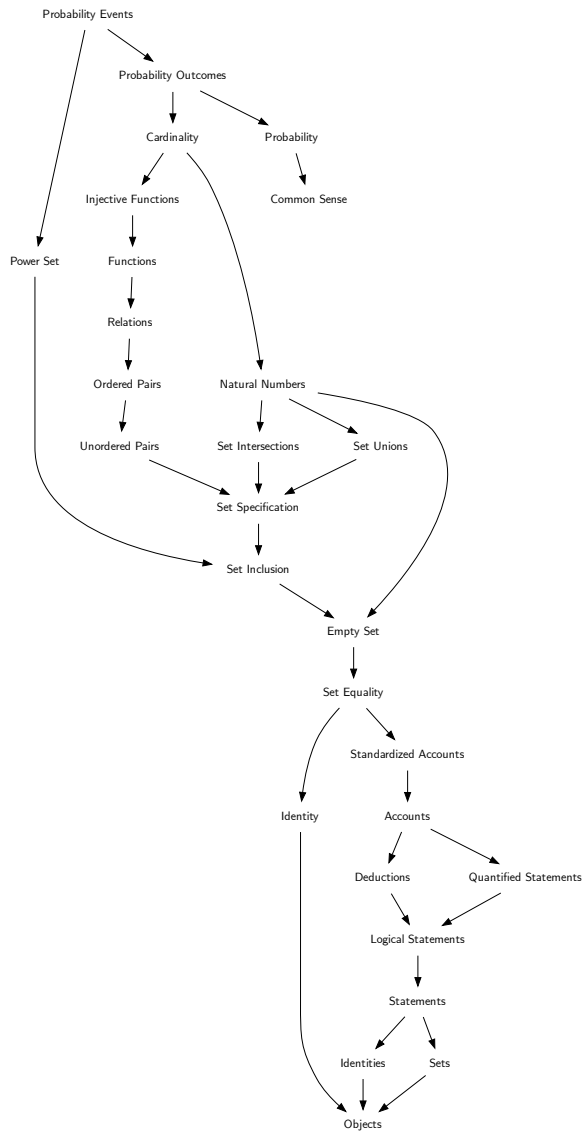 Probability Events
Probability Outcomes
Cardinality
Probability
Injective Functions
Common Sense
Power Set
Functions
Relations
Ordered Pairs
Natural Numbers
Unordered Pairs
Set Intersections
Set Unions
Set Specification
Set Inclusion
Empty Set
Set Equality
Standardized Accounts
Identity
Accounts
Deductions
Quantified Statements
Logical Statements
Statements
Identities
Sets
Objects